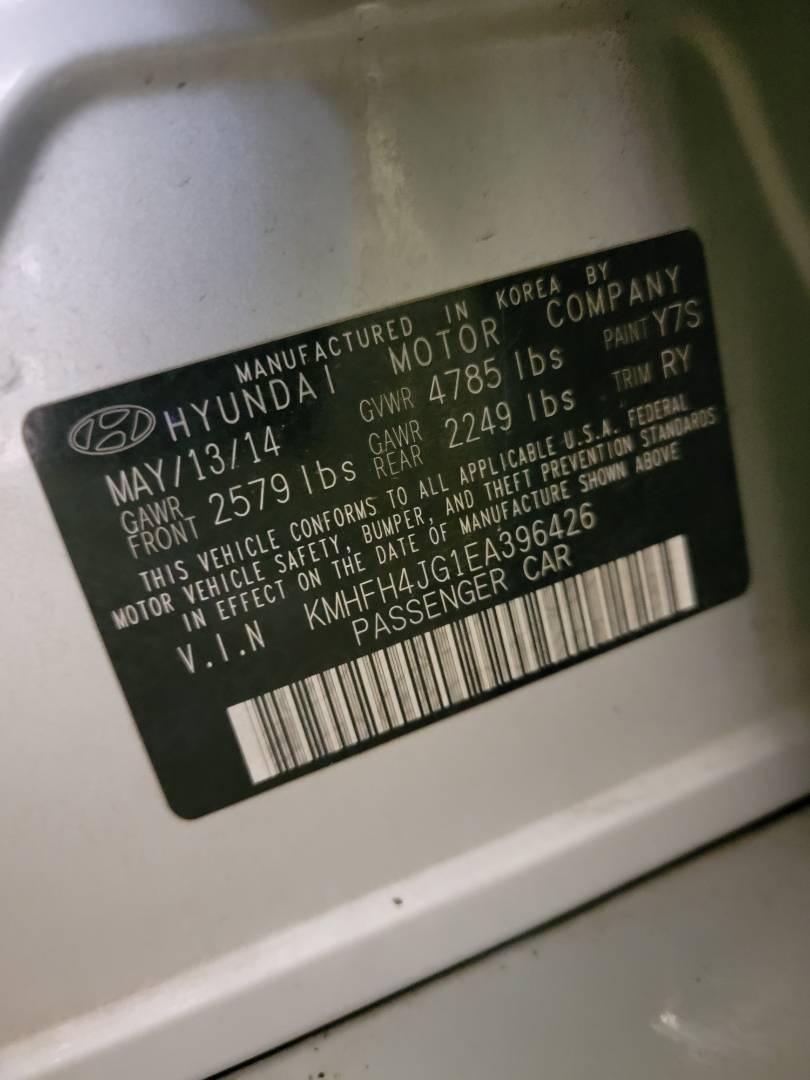 MANUFACTURED IN KOREA BY
HYUNDAI MOTOR COMPANY
MAY/13/14 GVWR 4785 lbs PAINT Y7S
GAWR FRONT 2579 lbs GAWR REAR 2249 lbs TRIM RY
THIS VEHICLE CONFORMS TO ALL APPLICABLE U.S.A. FEDERAL
MOTOR VEHICLE SAFETY, BUMPER, AND THEFT PREVENTION STANDARDS
IN EFFECT ON THE DATE OF MANUFACTURE SHOWN ABOVE
V.I.N KMHFH4JG1EA396426
PASSENGER CAR